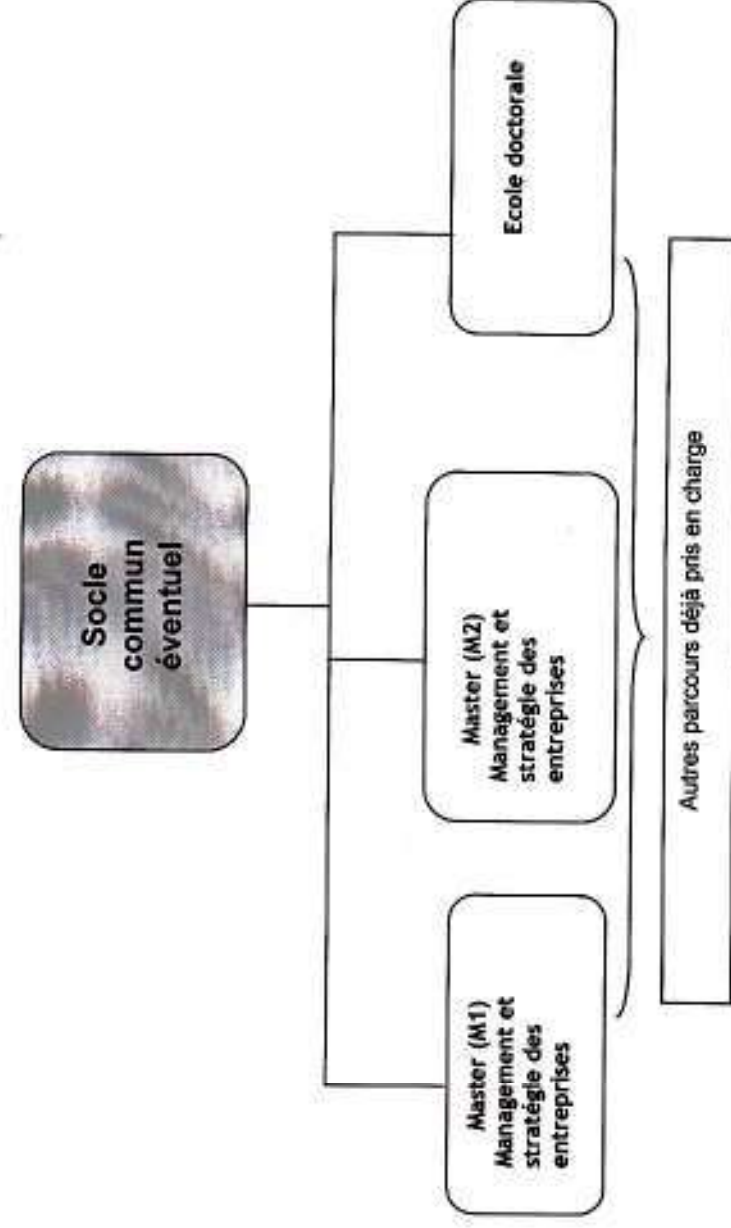 Socle
commun
éventuel
Master (M1)
Management et
stratégie des
entreprises
Master (M2)
Management et
stratégie des
entreprises
Ecole doctorale
Autres parcours déjà pris en charge